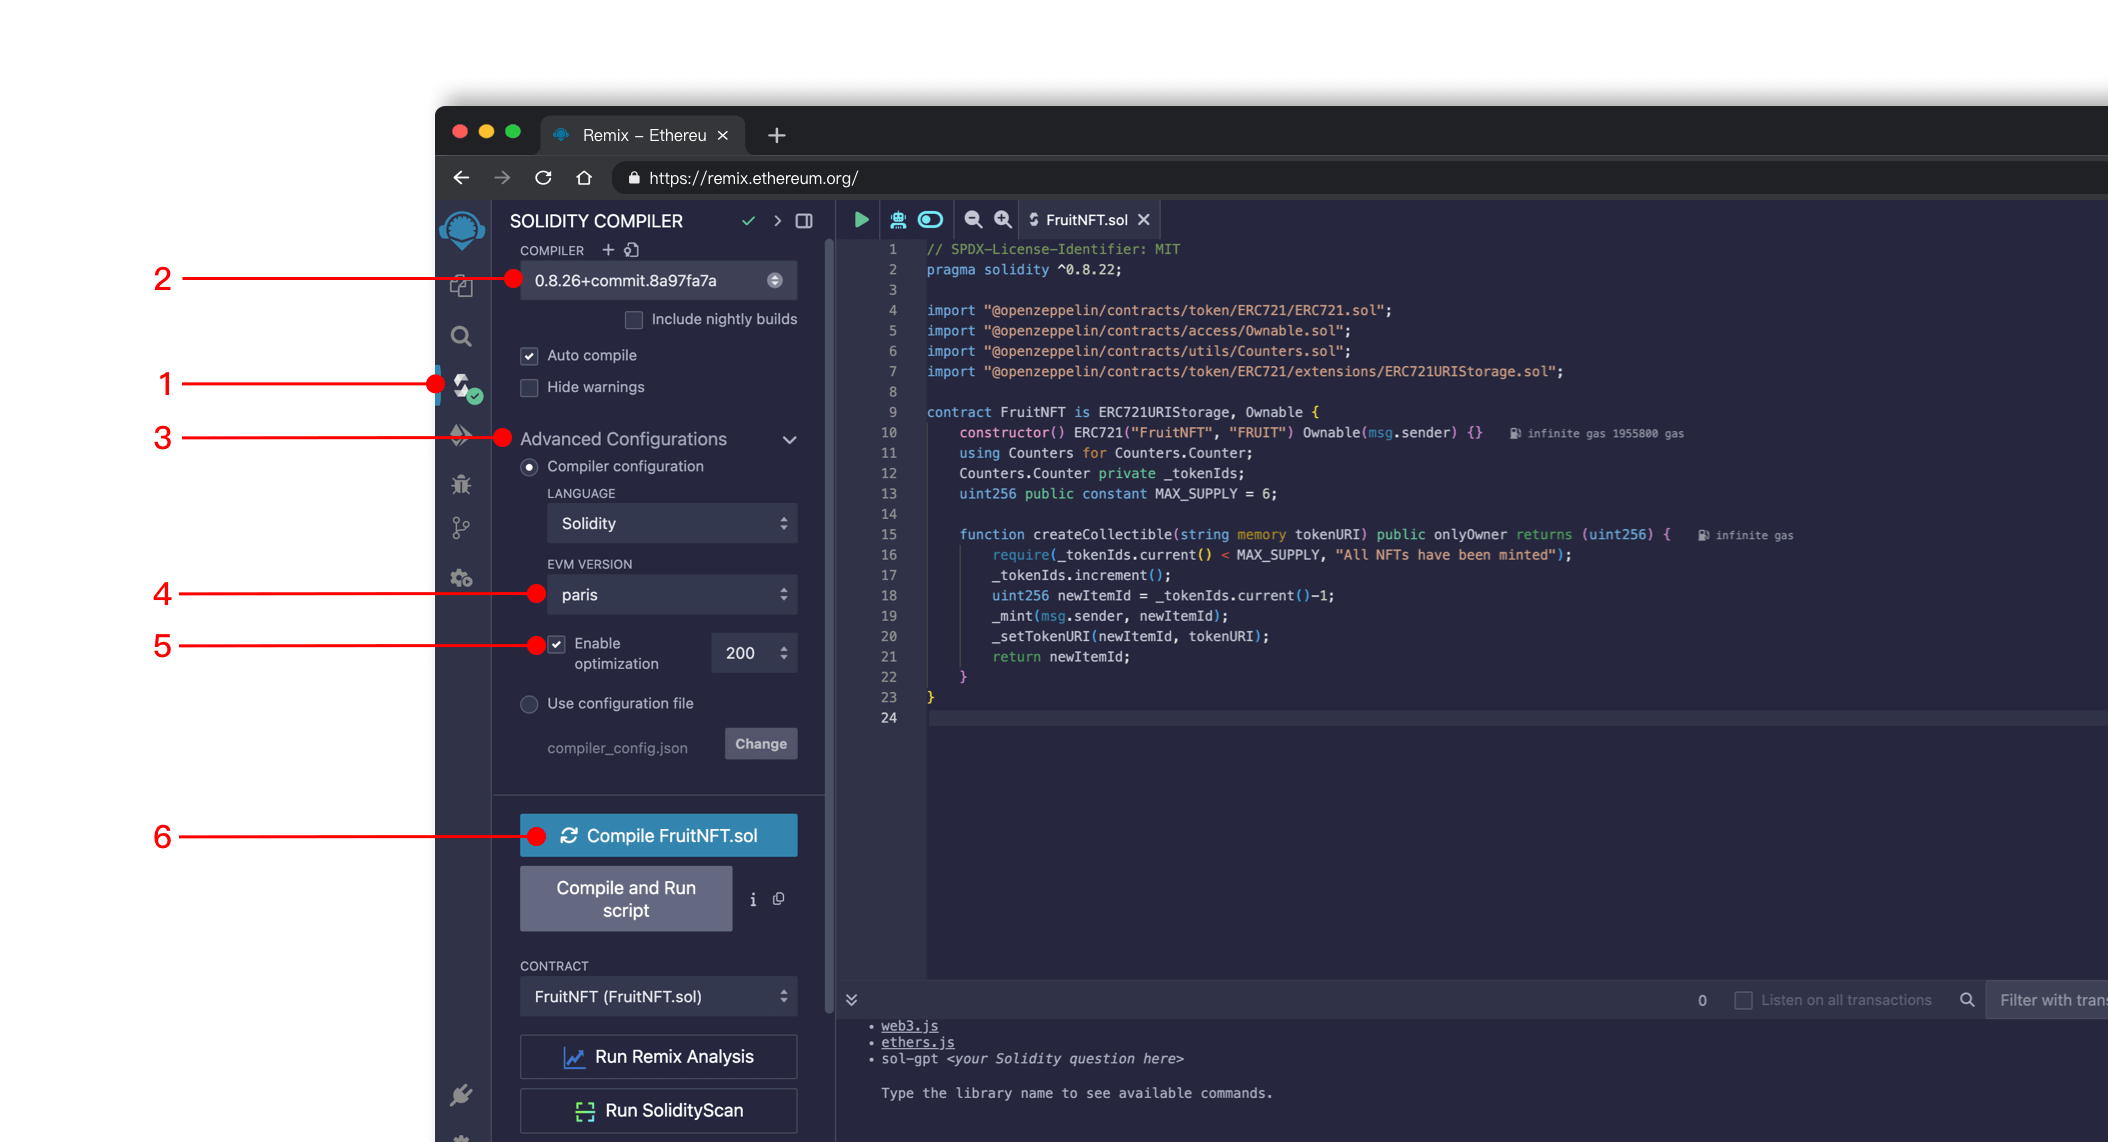 Remix – Ethereu
https://remix.ethereum.org/
SOLIDITY COMPILER
COMPILER
2
0.8.26+commit.8a97fa7a
Include nightly builds
Auto compile
1
Hide warnings
3
Advanced Configurations
Compiler configuration
LANGUAGE
Solidity
EVM VERSION
4
paris
5
Enable
optimization
200
Use configuration file
compiler_config.json
Change
6
Compile FruitNFT.sol
Compile and Run
script
i
CONTRACT
FruitNFT (FruitNFT.sol)
Run Remix Analysis
Run SolidityScan
FruitNFT.sol
1 // SPDX-License-Identifier: MIT
2 pragma solidity ^0.8.22;
3
4 import "@openzeppelin/contracts/token/ERC721/ERC721.sol";
5 import "@openzeppelin/contracts/access/Ownable.sol";
6 import "@openzeppelin/contracts/utils/Counters.sol";
7 import "@openzeppelin/contracts/token/ERC721/extensions/ERC721URIStorage.sol";
8
9 contract FruitNFT is ERC721URIStorage, Ownable {
10 constructor() ERC721("FruitNFT", "FRUIT") Ownable(msg.sender) {} infinite gas 1955800 gas
11 using Counters for Counters.Counter;
12 Counters.Counter private _tokenIds;
13 uint256 public constant MAX_SUPPLY = 6;
14
15 function createCollectible(string memory tokenURI) public onlyOwner returns (uint256) { infinite gas
16 require(_tokenIds.current() < MAX_SUPPLY, "All NFTs have been minted");
17 _tokenIds.increment();
18 uint256 newItemId = _tokenIds.current()-1;
19 _mint(msg.sender, newItemId);
20 _setTokenURI(newItemId, tokenURI);
21 return newItemId;
22 }
23 }
24
0
Listen on all transactions
Filter with trans
• web3.js
• ethers.js
• sol-gpt <your Solidity question here>
Type the library name to see available commands.